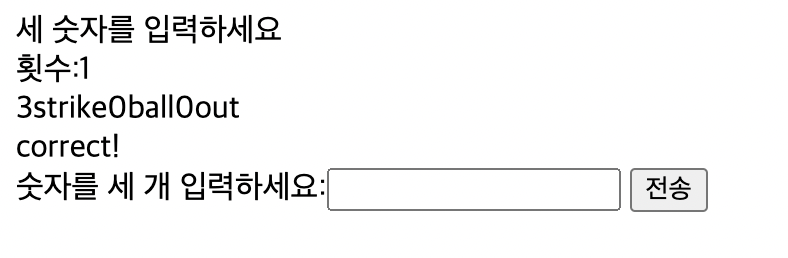 세 숫자를 입력하세요
횟수:1
3strike0ball0out
correct!
숫자를 세 개 입력하세요: 전송